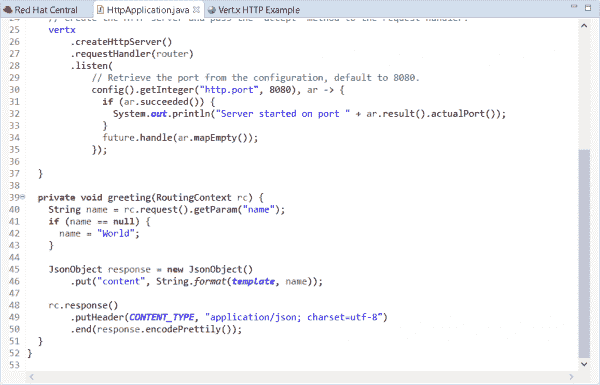 Red Hat Central HttpApplication.java Vert.x HTTP Example
24 // Create the HTTP server and pass the "accept" method to the request handler.
25 vertx
26 .createHttpServer()
27 .requestHandler(router)
28 .listen(
29 // Retrieve the port from the configuration, default to 8080.
30 config().getInteger("http.port", 8080), ar -> {
31 if (ar.succeeded()) {
32 System.out.println("Server started on port " + ar.result().actualPort());
33 }
34 future.handle(ar.mapEmpty());
35 });
36
37 }
38
39 private void greeting(RoutingContext rc) {
40 String name = rc.request().getParam("name");
41 if (name == null) {
42 name = "World";
43 }
44
45 JsonObject response = new JsonObject()
46 .put("content", String.format(template, name));
47
48 rc.response()
49 .putHeader(CONTENT_TYPE, "application/json; charset=utf-8")
50 .end(response.encodePrettily());
51 }
52 }
53